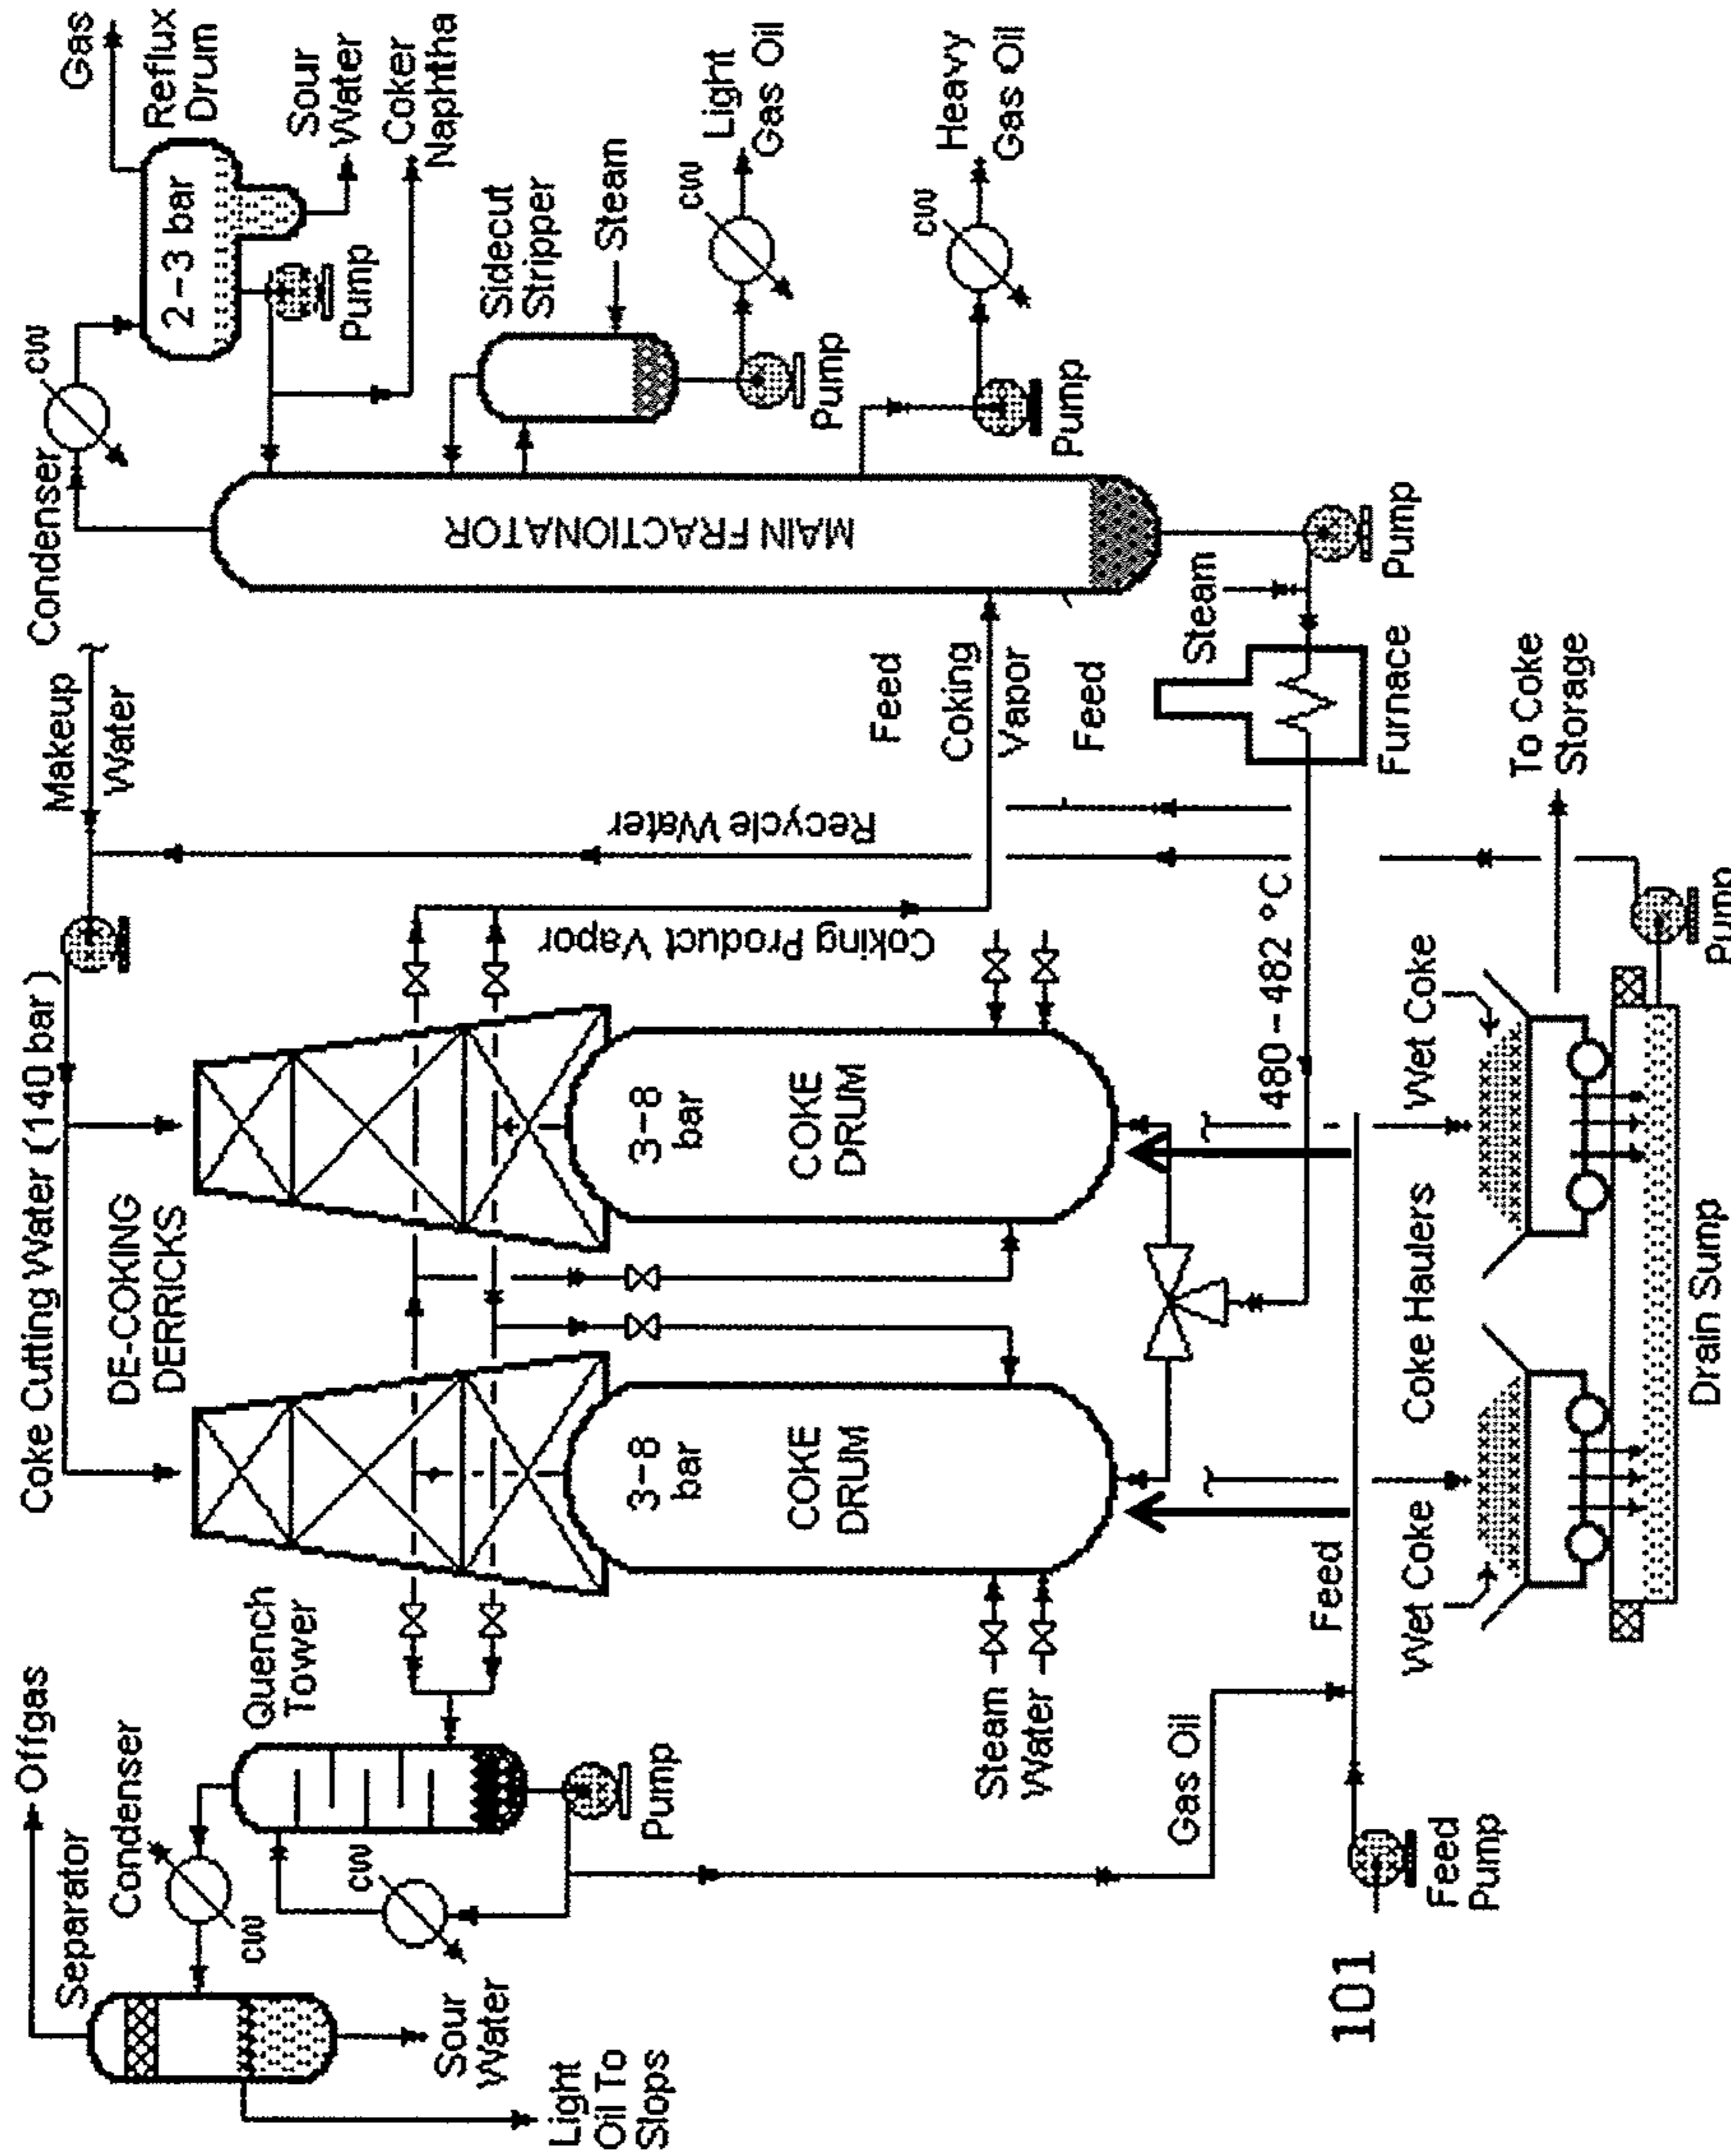 Offgas
Separator
Condenser
CW
Quench
Tower
CW
Sour
Water
Light
Oil To
Slops
Pump
Gas Oil
Steam
Water
101
Feed
Pump
Feed
Coke Cutting Water (140 bar)
DE-COKING
DERRICKS
3-8
bar
COKE
DRUM
3-8
bar
COKE
DRUM
Makeup
Water
Recycle Water
Coking Product Vapor
Feed
Coking
Vapor
Feed
480-482 °C
Wet Coke
Coke Haulers
Wet Coke
Drain Sump
Pump
To Coke
Storage
Furnace
Steam
Pump
MAIN FRACTIONATOR
Condenser
CW
Gas
Reflux
Drum
2-3 bar
Sour
Water
Coker
Naphtha
Pump
Sidecut
Stripper
Steam
CW
Light
Gas Oil
Pump
CW
Heavy
Gas Oil
Pump